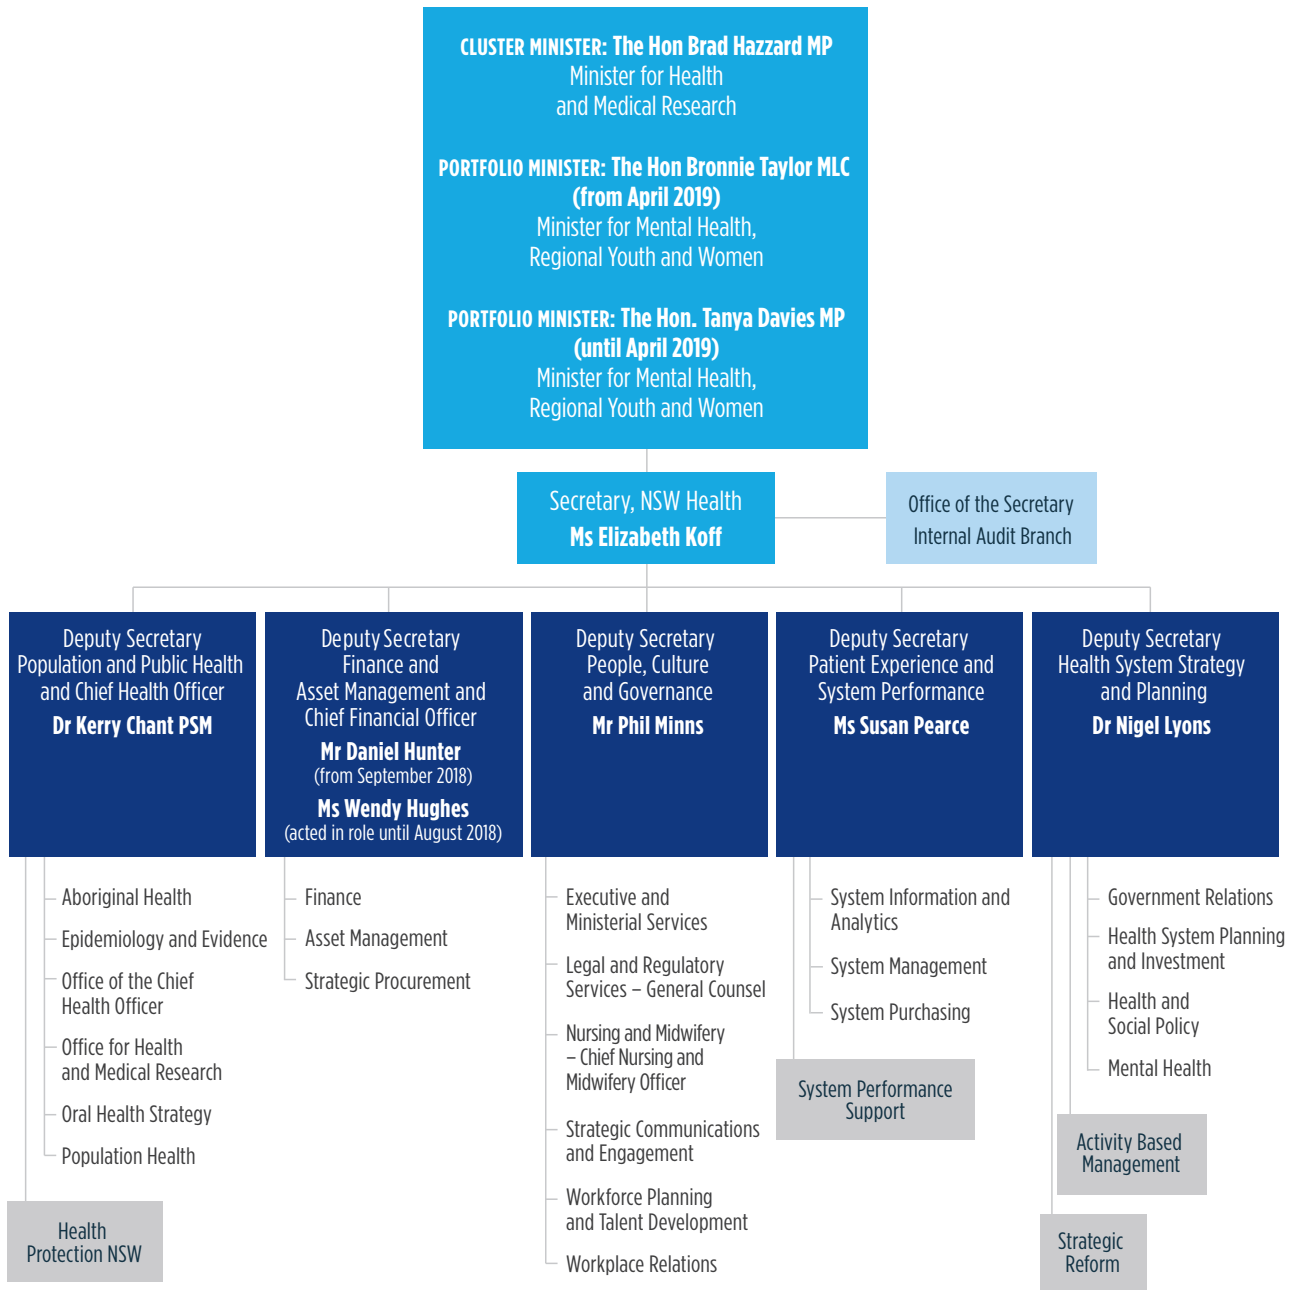 CLUSTER MINISTER: The Hon Brad Hazzard MP
Minister for Health
and Medical Research
PORTFOLIO MINISTER: The Hon Bronnie Taylor MLC
(from April 2019)
Minister for Mental Health,
Regional Youth and Women
PORTFOLIO MINISTER: The Hon. Tanya Davies MP
(until April 2019)
Minister for Mental Health,
Regional Youth and Women
Secretary, NSW Health
Ms Elizabeth Koff
Office of the Secretary
Internal Audit Branch
Deputy Secretary
Population and Public Health
and Chief Health Officer
Dr Kerry Chant PSM
Deputy Secretary
Finance and
Asset Management and
Chief Financial Officer
Mr Daniel Hunter
(from September 2018)
Ms Wendy Hughes
(acted in role until August 2018)
Deputy Secretary
People, Culture
and Governance
Mr Phil Minns
Deputy Secretary
Patient Experience and
System Performance
Ms Susan Pearce
Deputy Secretary
Health System Strategy
and Planning
Dr Nigel Lyons
Aboriginal Health
Epidemiology and Evidence
Office of the Chief
Health Officer
Office for Health
and Medical Research
Oral Health Strategy
Population Health
Health
Protection NSW
Finance
Asset Management
Strategic Procurement
Executive and
Ministerial Services
Legal and Regulatory
Services – General Counsel
Nursing and Midwifery
– Chief Nursing and
Midwifery Officer
Strategic Communications
and Engagement
Workforce Planning
and Talent Development
Workplace Relations
System Information and
Analytics
System Management
System Purchasing
System Performance
Support
Government Relations
Health System Planning
and Investment
Health and
Social Policy
Mental Health
Activity Based
Management
Strategic
Reform